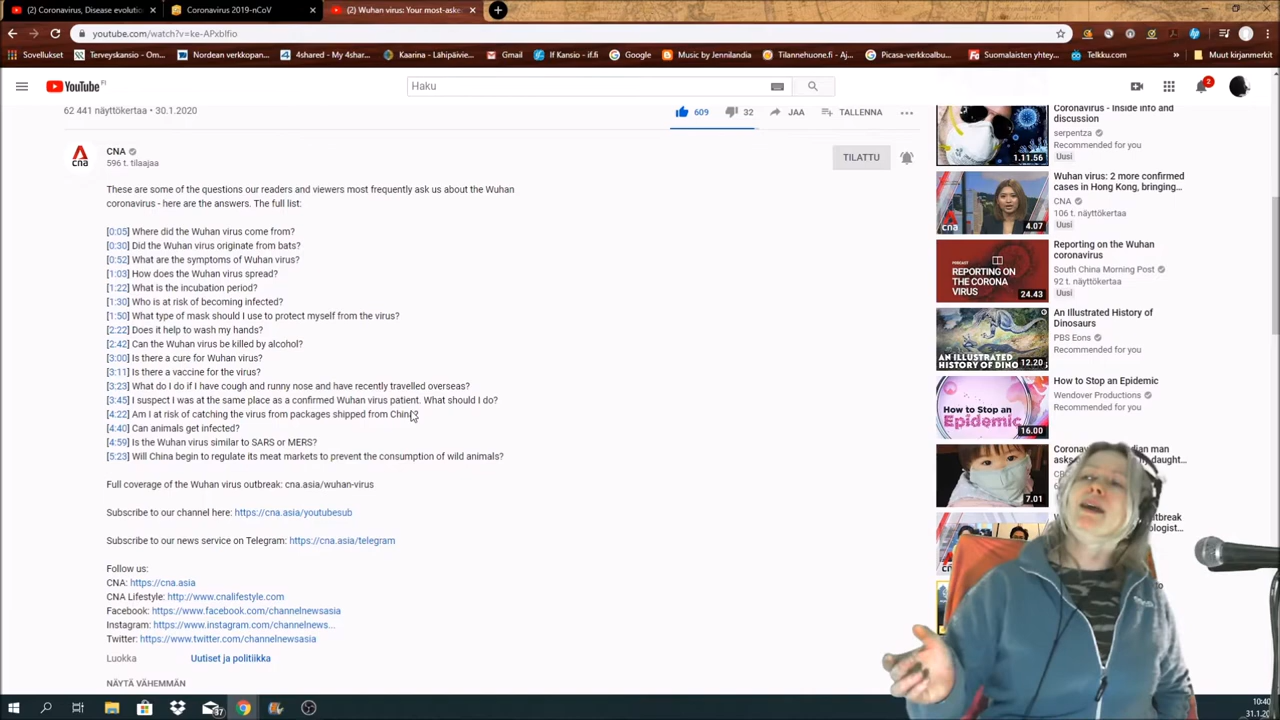 (2) Coronavirus, Disease evolutio
Coronavirus 2019-nCoV
(2) Wuhan virus: Your most-aske
youtube.com/watch?v=ke-APxbIfio
Sovellukset
Terveyskansio - Om...
Nordean verkkopan...
4shared - My 4shar...
Kaarina - Lähipäivie...
Gmail
If Kansio - if.fi
Google
Music by Jennilandia
Tilannehuone.fi - Aj...
Picasa-verkkoalbu...
Suomalaisten yhtey...
Telkku.com
Muut kirjanmerkit
YouTube FI
Haku
2
62 441 näyttökertaa • 30.1.2020
609
32
JAA
TALLENNA
cna
CNA
596 t. tilaajaa
TILATTU
These are some of the questions our readers and viewers most frequently ask us about the Wuhan
coronavirus - here are the answers. The full list:
[0:05] Where did the Wuhan virus come from?
[0:30] Did the Wuhan virus originate from bats?
[0:52] What are the symptoms of Wuhan virus?
[1:03] How does the Wuhan virus spread?
[1:22] What is the incubation period?
[1:30] Who is at risk of becoming infected?
[1:50] What type of mask should I use to protect myself from the virus?
[2:22] Does it help to wash my hands?
[2:42] Can the Wuhan virus be killed by alcohol?
[3:00] Is there a cure for Wuhan virus?
[3:11] Is there a vaccine for the virus?
[3:23] What do I do if I have cough and runny nose and have recently travelled overseas?
[3:45] I suspect I was at the same place as a confirmed Wuhan virus patient. What should I do?
[4:22] Am I at risk of catching the virus from packages shipped from China?
[4:40] Can animals get infected?
[4:59] Is the Wuhan virus similar to SARS or MERS?
[5:23] Will China begin to regulate its meat markets to prevent the consumption of wild animals?
Full coverage of the Wuhan virus outbreak: cna.asia/wuhan-virus
Subscribe to our channel here: https://cna.asia/youtubesub
Subscribe to our news service on Telegram: https://cna.asia/telegram
Follow us:
CNA: https://cna.asia
CNA Lifestyle: http://www.cnalifestyle.com
Facebook: https://www.facebook.com/channelnewsasia
Instagram: https://www.instagram.com/channelnews...
Twitter: https://www.twitter.com/channelnewsasia
Luokka
Uutiset ja politiikka
NÄYTÄ VÄHEMMÄN
Coronavirus - Inside info and
discussion
serpentza
Recommended for you
Uusi
1.11.56
Wuhan virus: 2 more confirmed
cases in Hong Kong, bringing...
CNA
106 t. näyttökertaa
Uusi
4.07
Reporting on the Wuhan
coronavirus
South China Morning Post
92 t. näyttökertaa
Uusi
PODCAST
REPORTING
ON THE
CORONA
VIRUS
24.43
An Illustrated History of
Dinosaurs
PBS Eons
Recommended for you
AN ILLUSTRATED
HISTORY OF DINO
12.20
How to Stop an Epidemic
Wendover Productions
Recommended for you
How to Stop an
Epidemic
16.00
7.01
cna
37
10:40